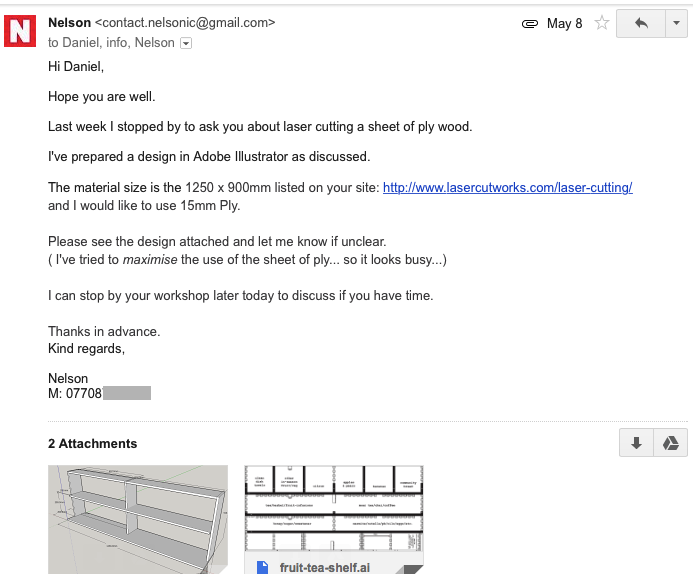 N
Nelson <contact.nelsonic@gmail.com>
May 8
to Daniel, info, Nelson
Hi Daniel,
Hope you are well.
Last week I stopped by to ask you about laser cutting a sheet of ply wood.
I've prepared a design in Adobe Illustrator as discussed.
The material size is the 1250 x 900mm listed on your site: http://www.lasercutworks.com/laser-cutting/
and I would like to use 15mm Ply.
Please see the design attached and let me know if unclear.
( I've tried to maximise the use of the sheet of ply... so it looks busy...)
I can stop by your workshop later today to discuss if you have time.
Thanks in advance.
Kind regards,
Nelson
M: 07708
2 Attachments
fruit-tea-shelf.ai